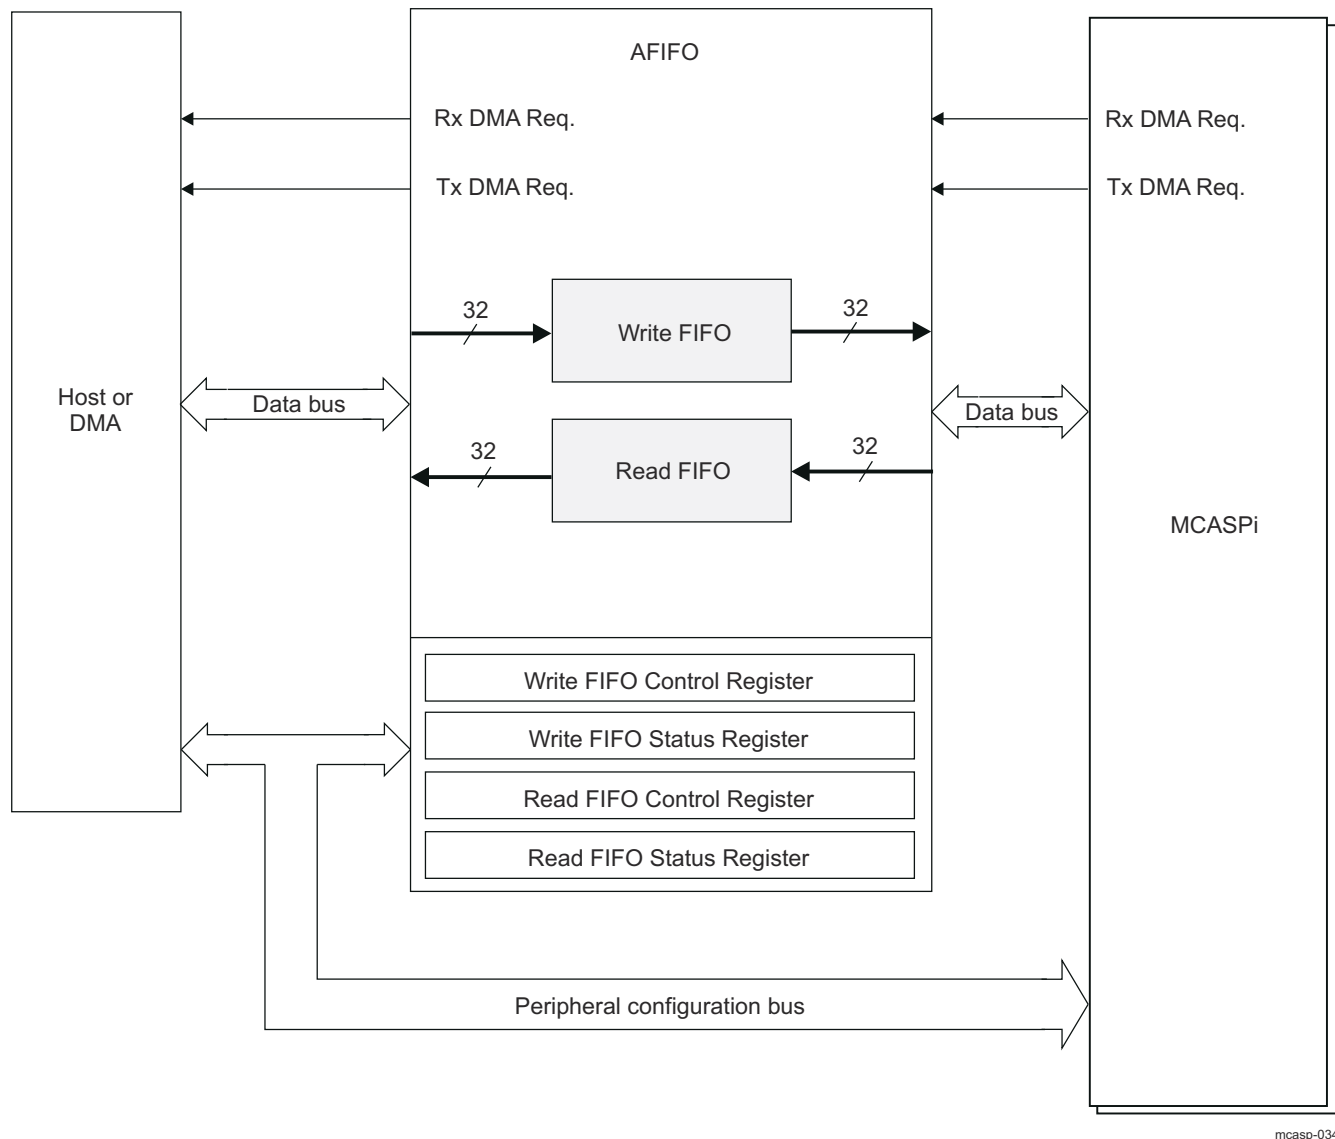 AFIFO
Rx DMA Req.
Rx DMA Req.
Tx DMA Req.
Tx DMA Req.
32
32
Write FIFO
Host or
DMA
Data bus
Data bus
32
32
Read FIFO
MCASPi
Write FIFO Control Register
Write FIFO Status Register
Read FIFO Control Register
Read FIFO Status Register
Peripheral configuration bus
mcasp-034